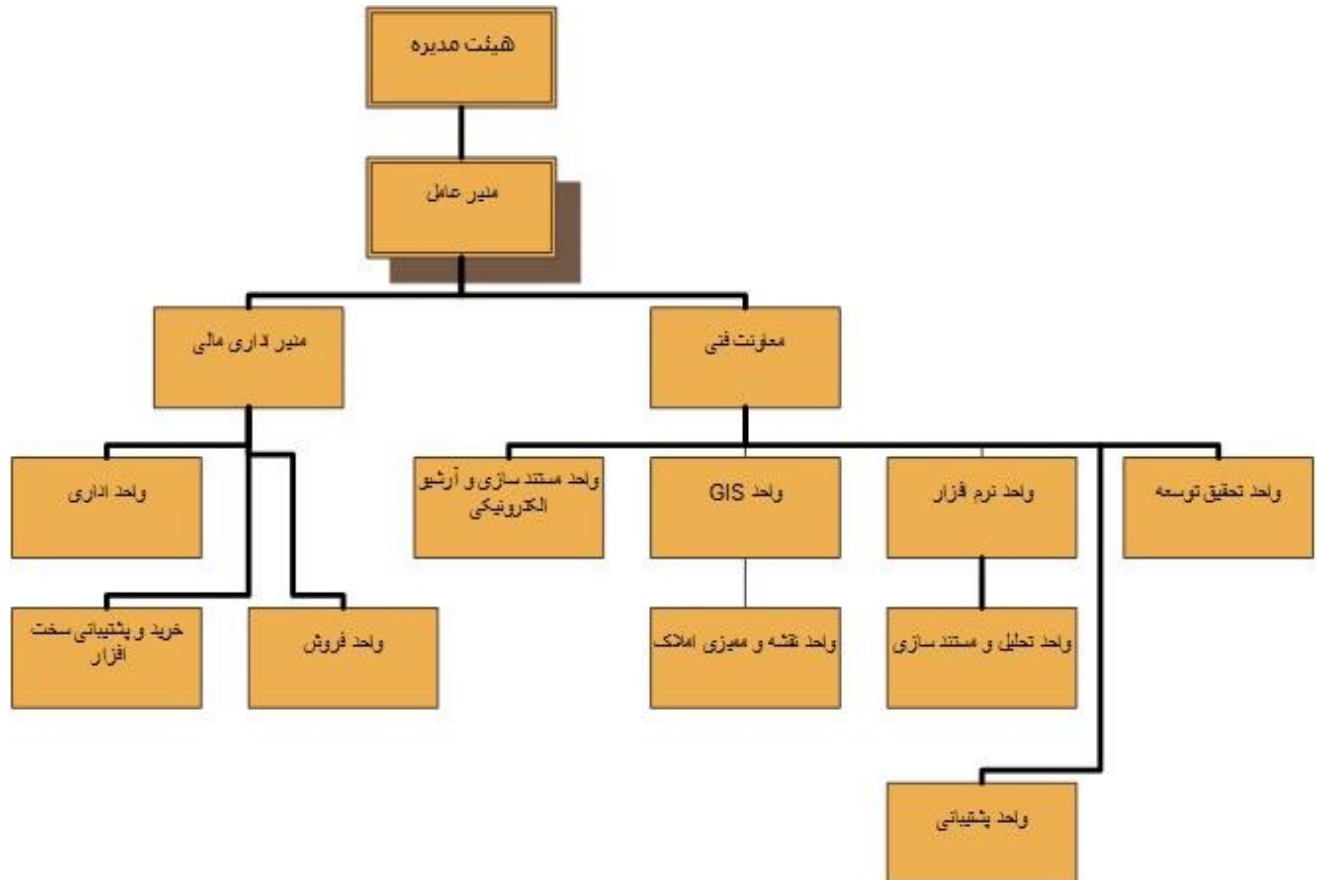 هیئت مدیره
مدیر عامل
معاونت فنی
مدیر اداری مالی
واحد تحقیق توسعه
واحد نرم افزار
واحد GIS
واحد مستند سازی و آرشیو
الکترونیکی
واحد اداری
واحد تحلیل و مستند سازی
واحد نقشه و ممیزی املاک
واحد فروش
خرید و پشتیبانی سخت
افزار
واحد پشتیبانی